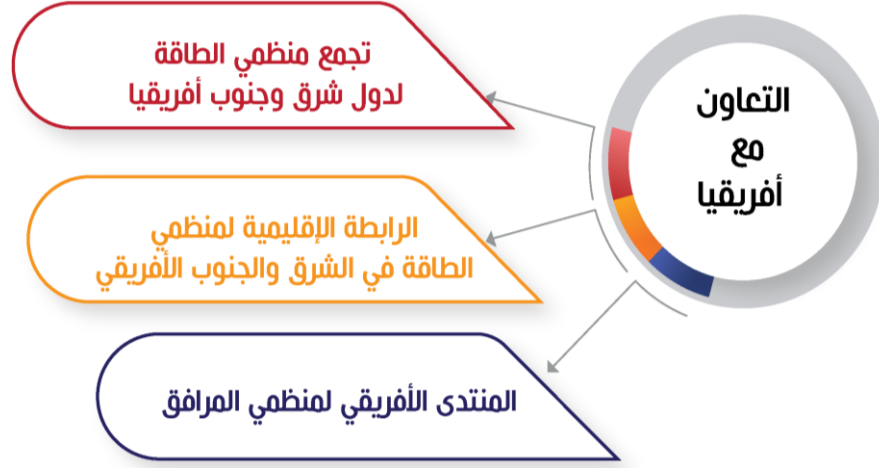 التعاون
مع
أفريقيا
تجمع منظمي الطاقة
لدول شرق وجنوب أفريقيا
الرابطة الإقليمية لمنظمي
الطاقة في الشرق والجنوب الأفريقي
المنتدى الأفريقي لمنظمي المرافق